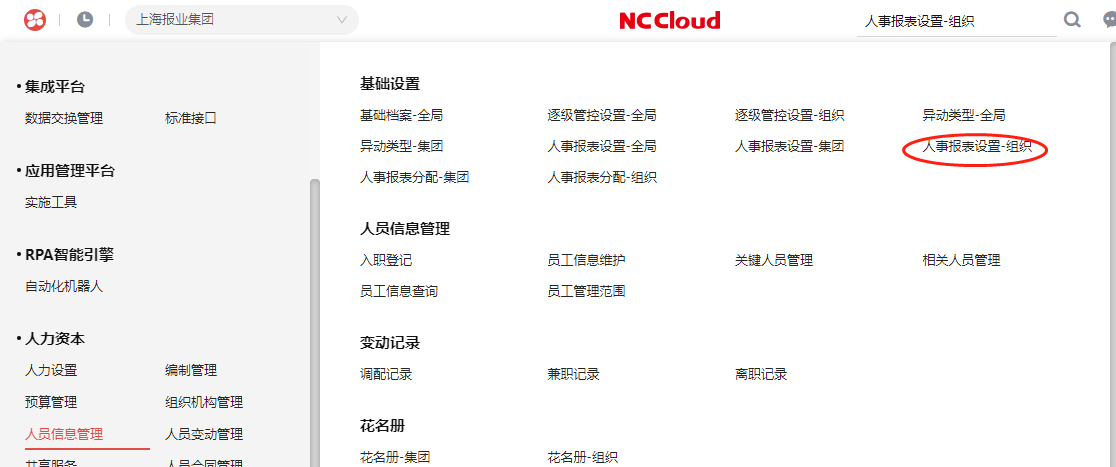 上海报业集团
NC Cloud
人事报表设置-组织
• 集成平台
数据交换管理 标准接口
• 应用管理平台
实施工具
• RPA智能引擎
自动化机器人
• 人力资本
人力设置 编制管理
预算管理 组织机构管理
人员信息管理 人员变动管理
共享服务 人员合同管理
基础设置
基础档案-全局 逐级管控设置-全局 逐级管控设置-组织 异动类型-全局
异动类型-集团 人事报表设置-全局 人事报表设置-集团 人事报表设置-组织
人事报表分配-集团 人事报表分配-组织
人员信息管理
入职登记 员工信息维护 关键人员管理 相关人员管理
员工信息查询 员工管理范围
变动记录
调配记录 兼职记录 离职记录
花名册
花名册-集团 花名册-组织